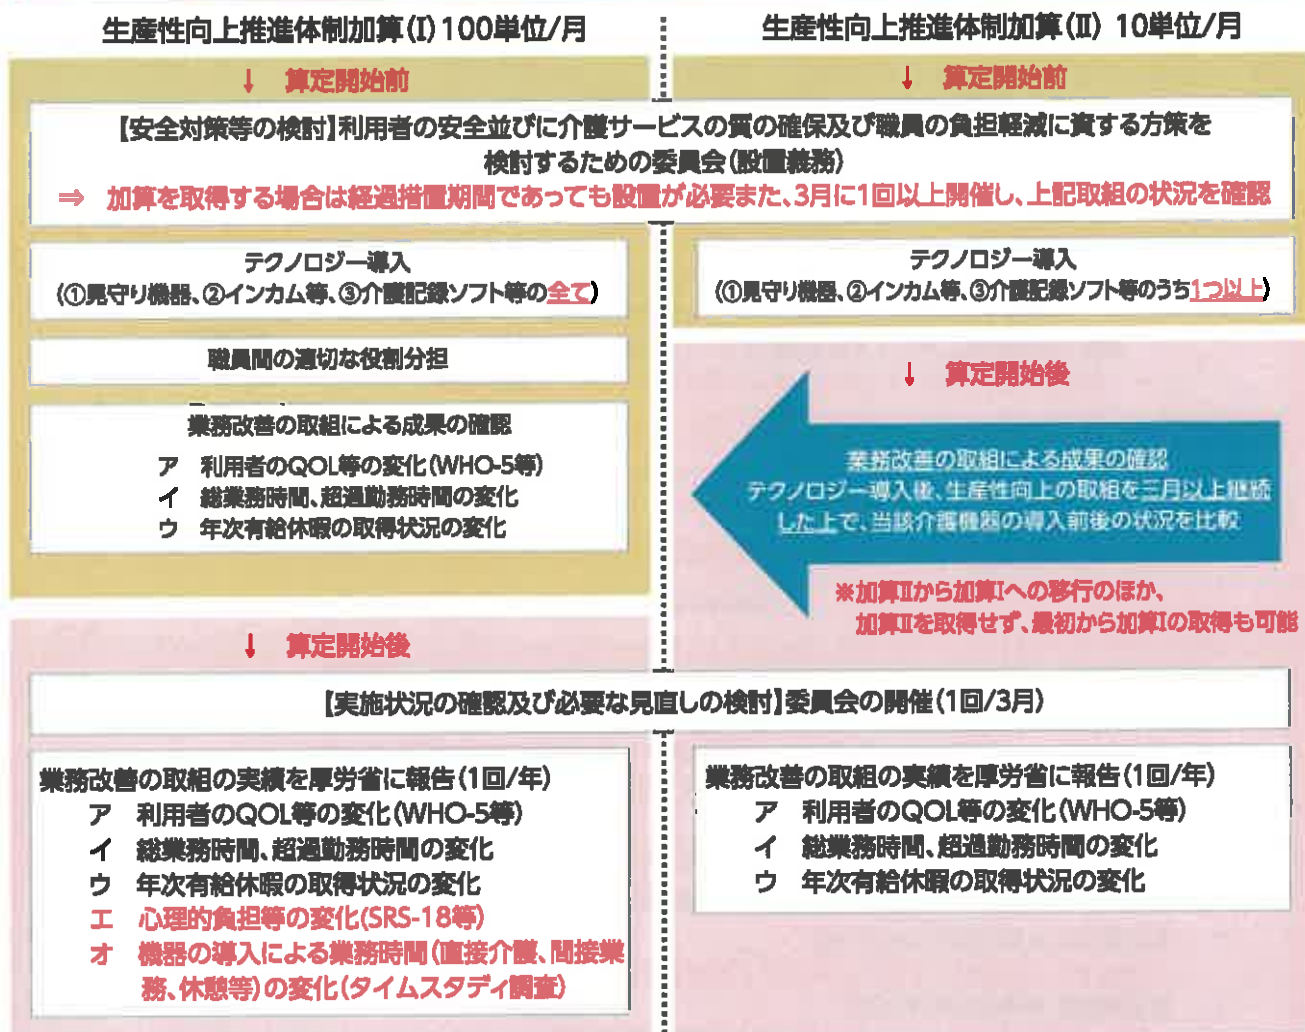 生産性向上推進体制加算(Ⅰ)100単位/月
生産性向上推進体制加算(Ⅱ) 10単位/月
↓ 算定開始前
↓ 算定開始前
【安全対策等の検討】利用者の安全並びに介護サービスの質の確保及び職員の負担軽減に資する方策を
検討するための委員会(設置義務)
⇒ 加算を取得する場合は経過措置期間であっても設置が必要また、3月に1回以上開催し、上記取組の状況を確認
テクノロジー導入
(①見守り機器、②インカム等、③介護記録ソフト等の全て)
テクノロジー導入
(①見守り機器、②インカム等、③介護記録ソフト等のうち1つ以上)
職員間の適切な役割分担
業務改善の取組による成果の確認
ア 利用者のQOL等の変化(WHO-5等)
イ 総業務時間、超過勤務時間の変化
ウ 年次有給休暇の取得状況の変化
↓ 算定開始後
業務改善の取組による成果の確認
テクノロジー導入後、生産性向上の取組を三月以上継続
した上で、当該介護機器の導入前後の状況を比較
※加算Ⅱから加算Ⅰへの移行のほか、
加算Ⅱを取得せず、最初から加算Ⅰの取得も可能
↓ 算定開始後
【実施状況の確認及び必要な見直しの検討】委員会の開催(1回/3月)
業務改善の取組の実績を厚労省に報告(1回/年)
ア 利用者のQOL等の変化(WHO-5等)
イ 総業務時間、超過勤務時間の変化
ウ 年次有給休暇の取得状況の変化
エ 心理的負担等の変化(SRS-18等)
オ 機器の導入による業務時間(直接介護、間接業
務、休憩等)の変化(タイムスタディ調査)
業務改善の取組の実績を厚労省に報告(1回/年)
ア 利用者のQOL等の変化(WHO-5等)
イ 総業務時間、超過勤務時間の変化
ウ 年次有給休暇の取得状況の変化